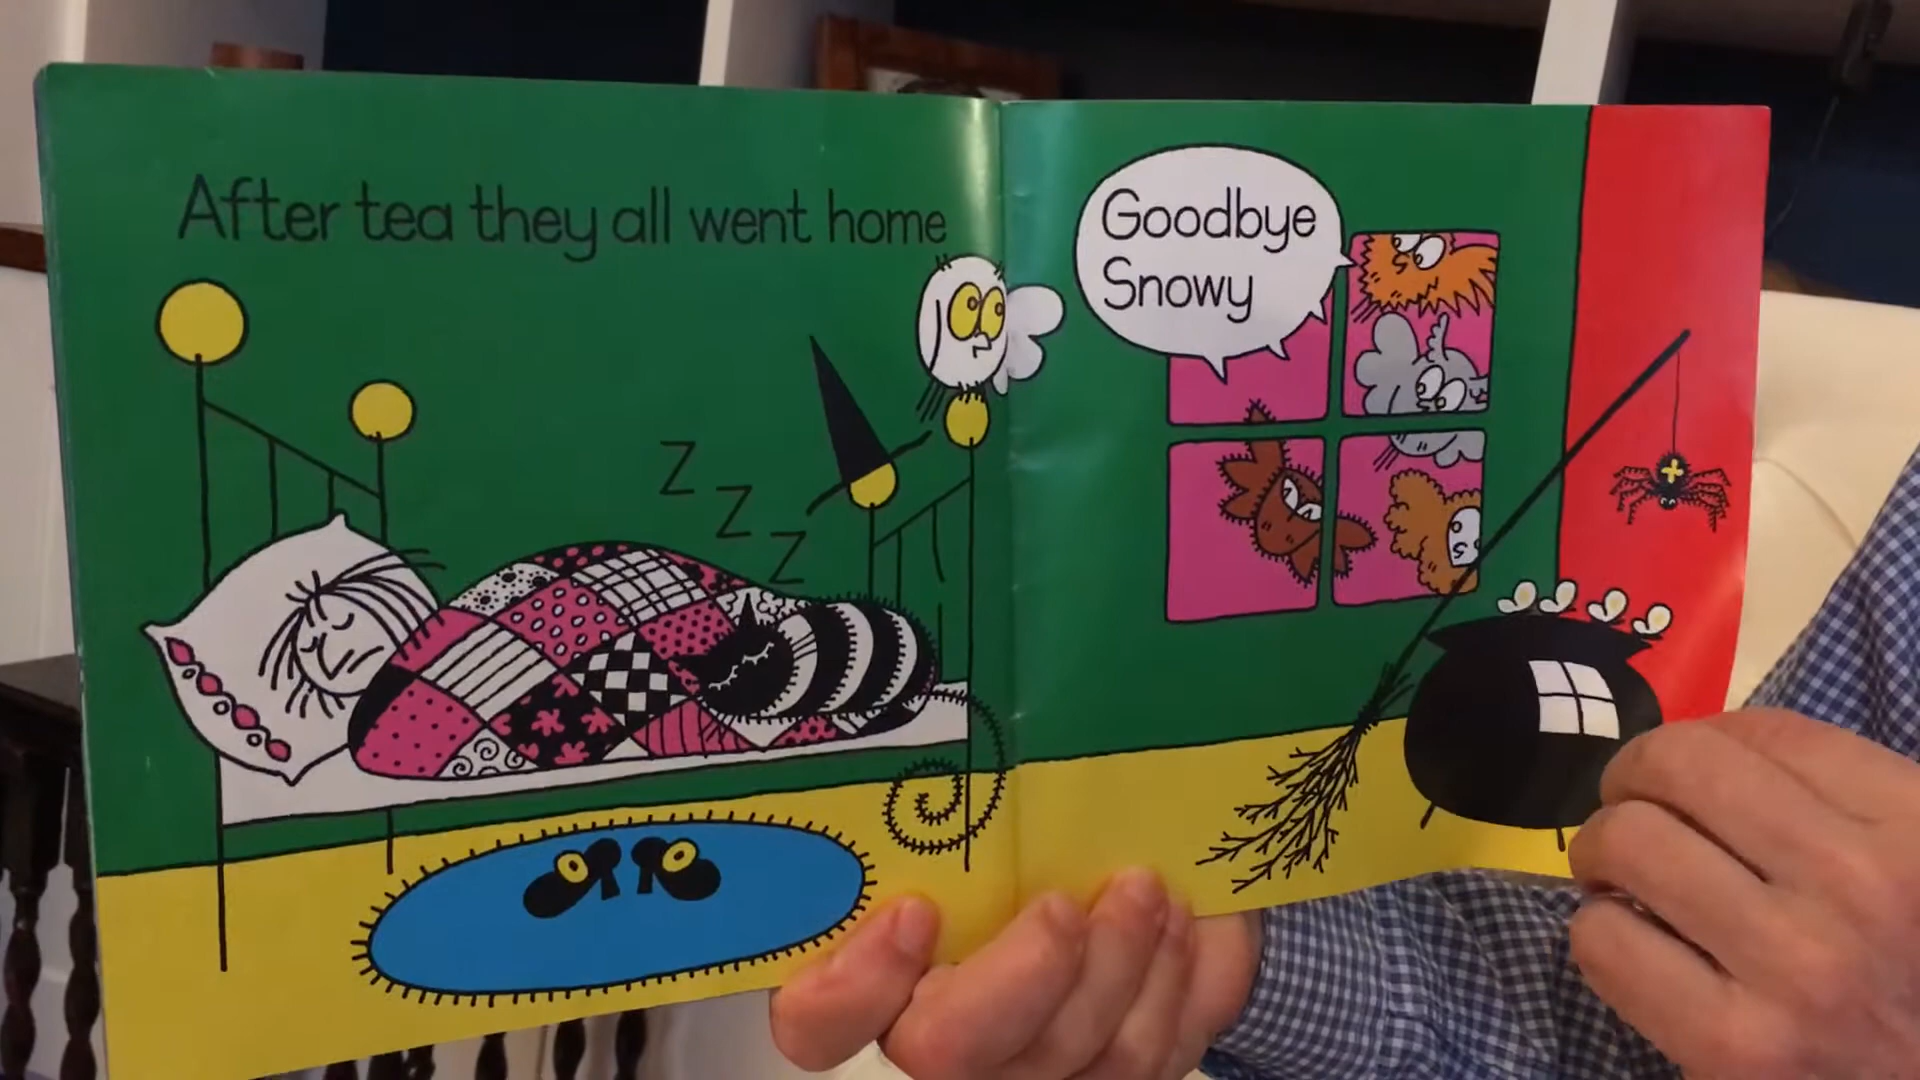 After tea they all went home
Goodbye
Snowy
Z
Z
Z